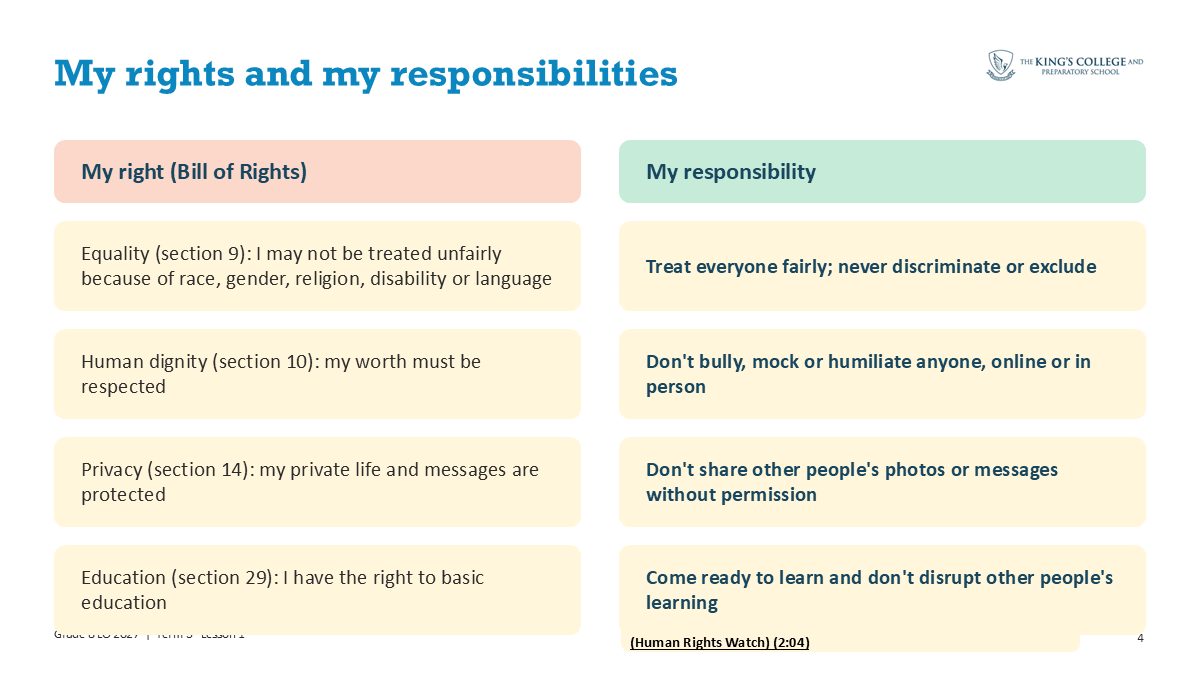 My rights and my responsibilities
THE KING'S COLLEGE AND
PREPARATORY SCHOOL
My right (Bill of Rights)
My responsibility
Equality (section 9): I may not be treated unfairly
because of race, gender, religion, disability or language
Treat everyone fairly; never discriminate or exclude
Human dignity (section 10): my worth must be
respected
Don't bully, mock or humiliate anyone, online or in
person
Privacy (section 14): my private life and messages are
protected
Don't share other people's photos or messages
without permission
Education (section 29): I have the right to basic
education
Come ready to learn and don't disrupt other people's
learning
(Human Rights Watch) (2:04)
4